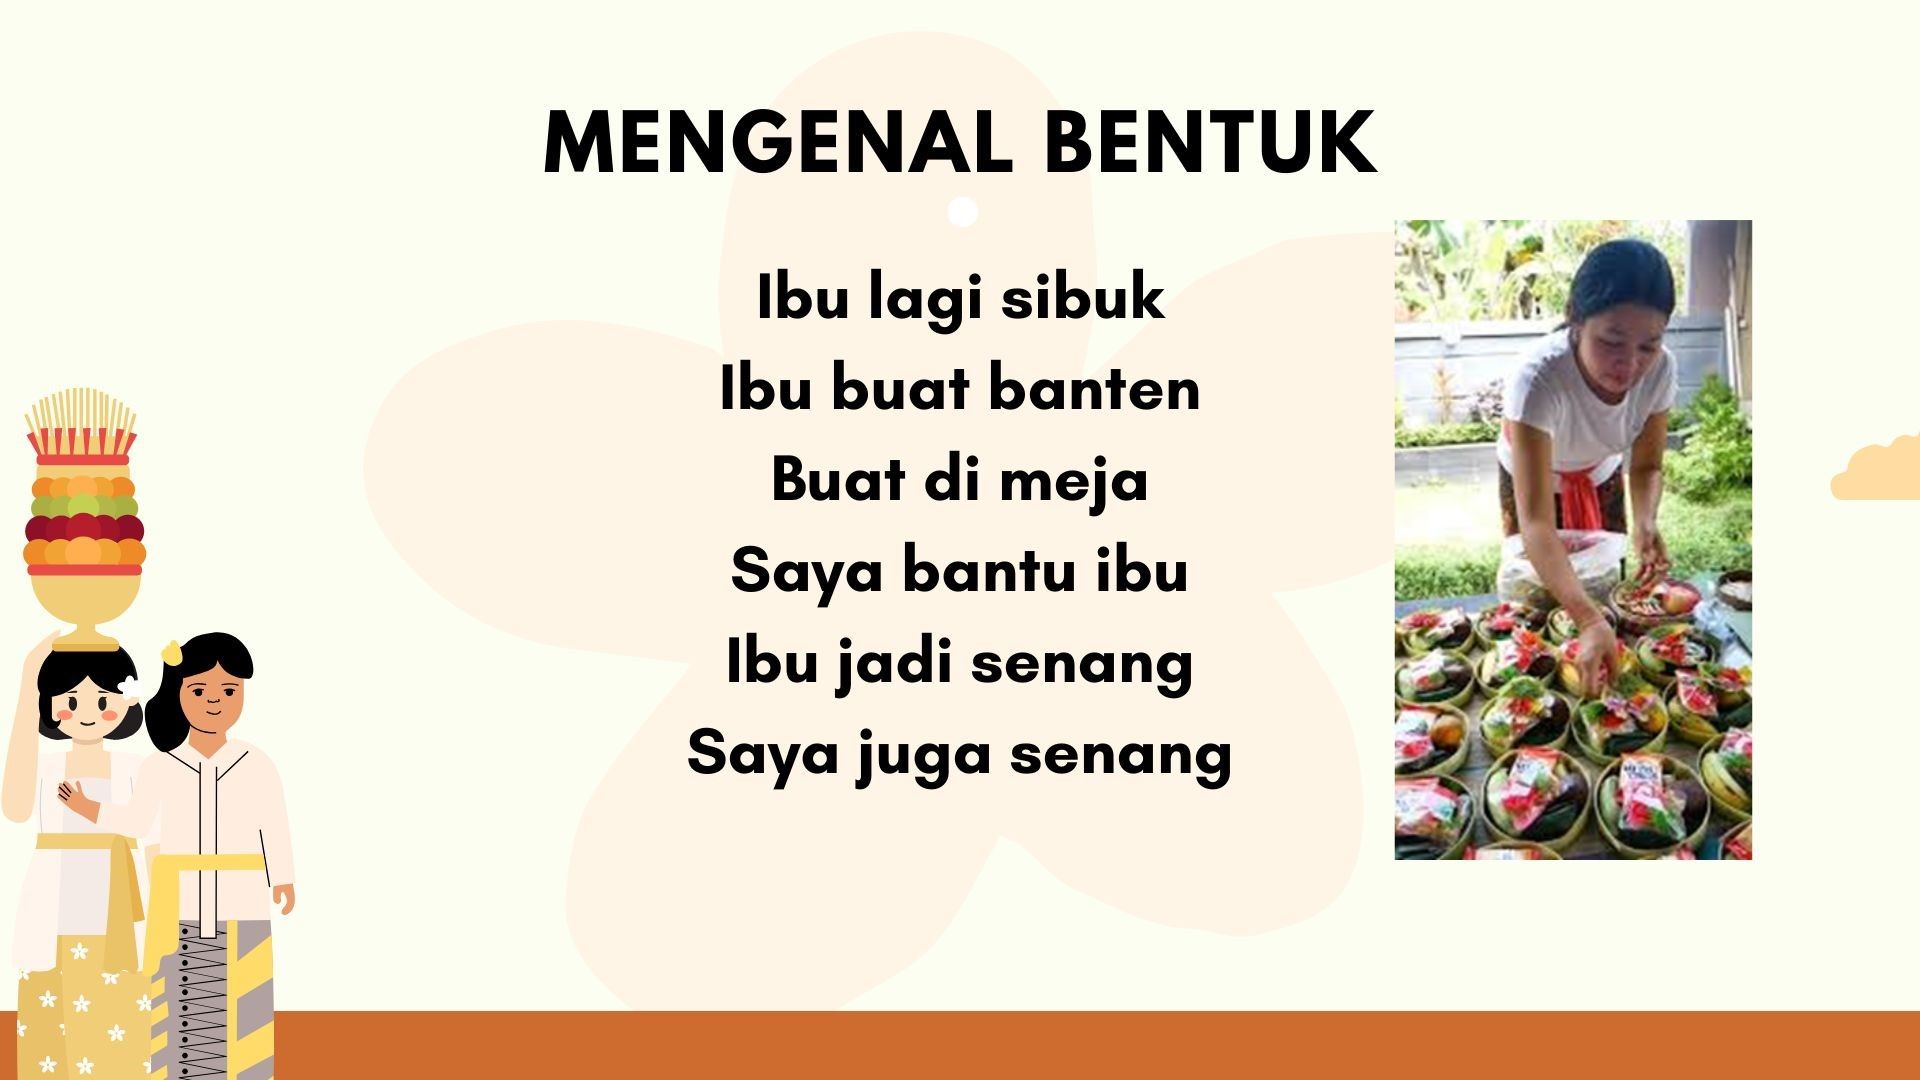 MENGENAL BENTUK
Ibu lagi sibuk
Ibu buat banten
Buat di meja
Saya bantu ibu
Ibu jadi senang
Saya juga senang